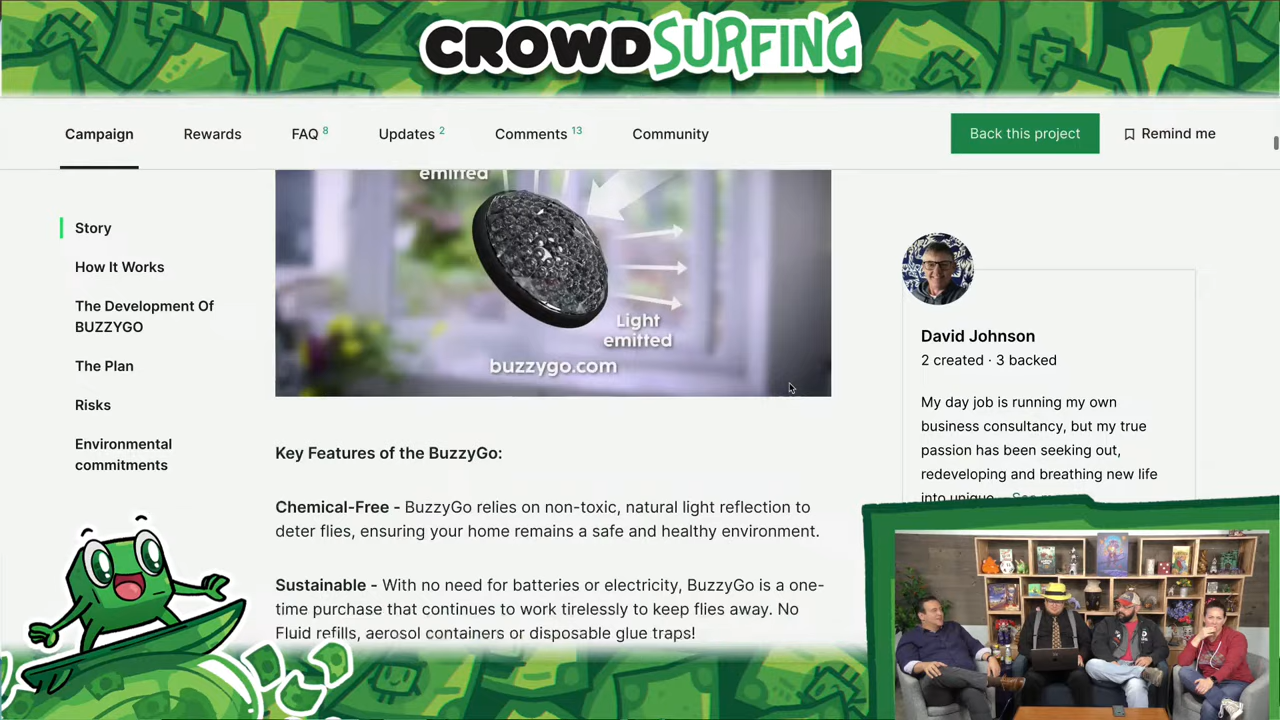 CROWDSURFING
Campaign
Rewards
FAQ 8
Updates 2
Comments 13
Community
Back this project
Remind me
Story
How It Works
The Development Of
BUZZYGO
The Plan
Risks
Environmental
commitments
emitted
Light
emitted
buzzygo.com
Key Features of the BuzzyGo:
Chemical-Free - BuzzyGo relies on non-toxic, natural light reflection to
deter flies, ensuring your home remains a safe and healthy environment.
Sustainable - With no need for batteries or electricity, BuzzyGo is a one-
time purchase that continues to work tirelessly to keep flies away. No
Fluid refills, aerosol containers or disposable glue traps!
David Johnson
2 created · 3 backed
My day job is running my own
business consultancy, but my true
passion has been seeking out,
redeveloping and breathing new life
into unique